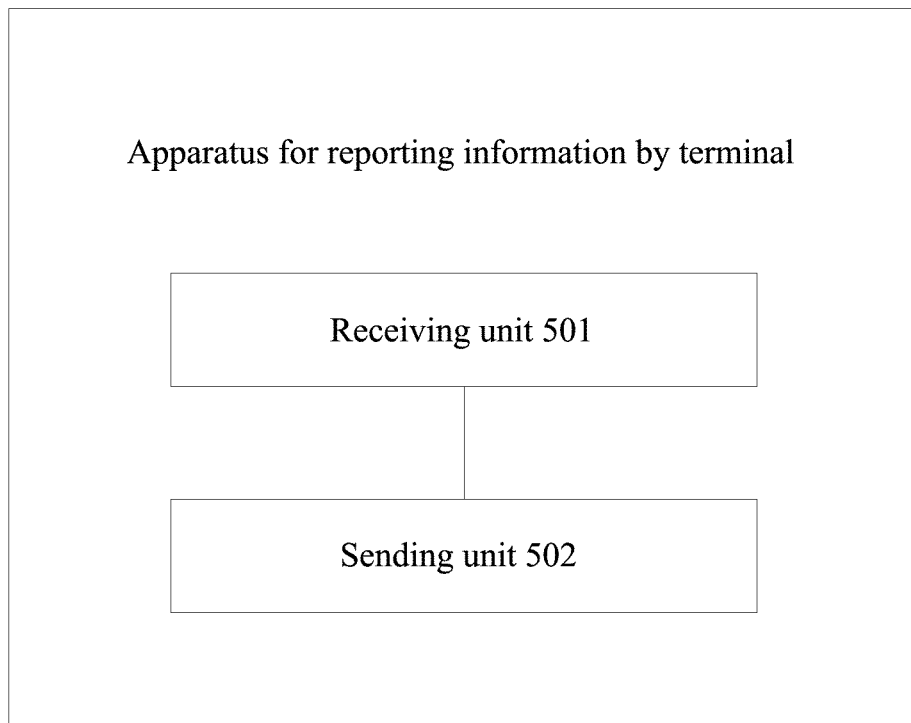 Apparatus for reporting information by terminal
Receiving unit 501
Sending unit 502